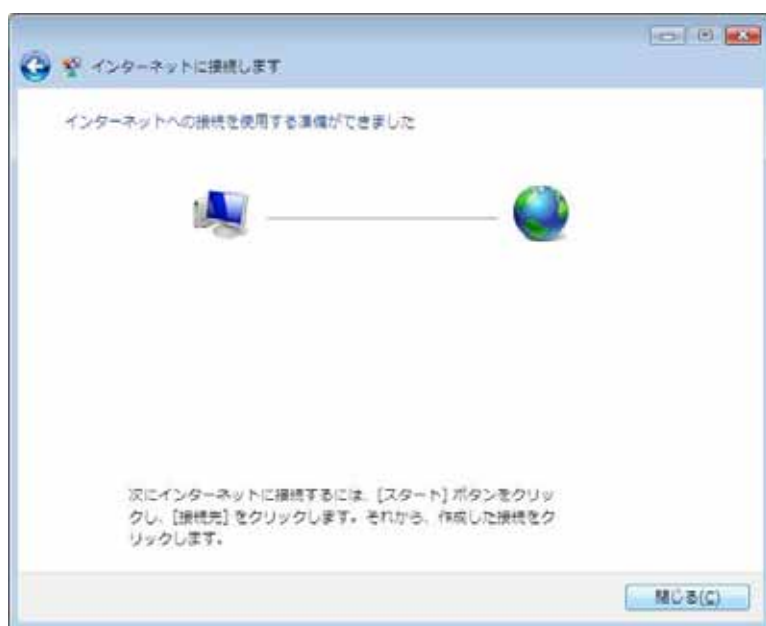 インターネットに接続します
インターネットへの接続を使用する準備ができました
次にインターネットに接続するには、[スタート] ボタンをクリッ
クし、[接続先] をクリックします。それから、作成した接続をク
リックします。
閉じる(C)